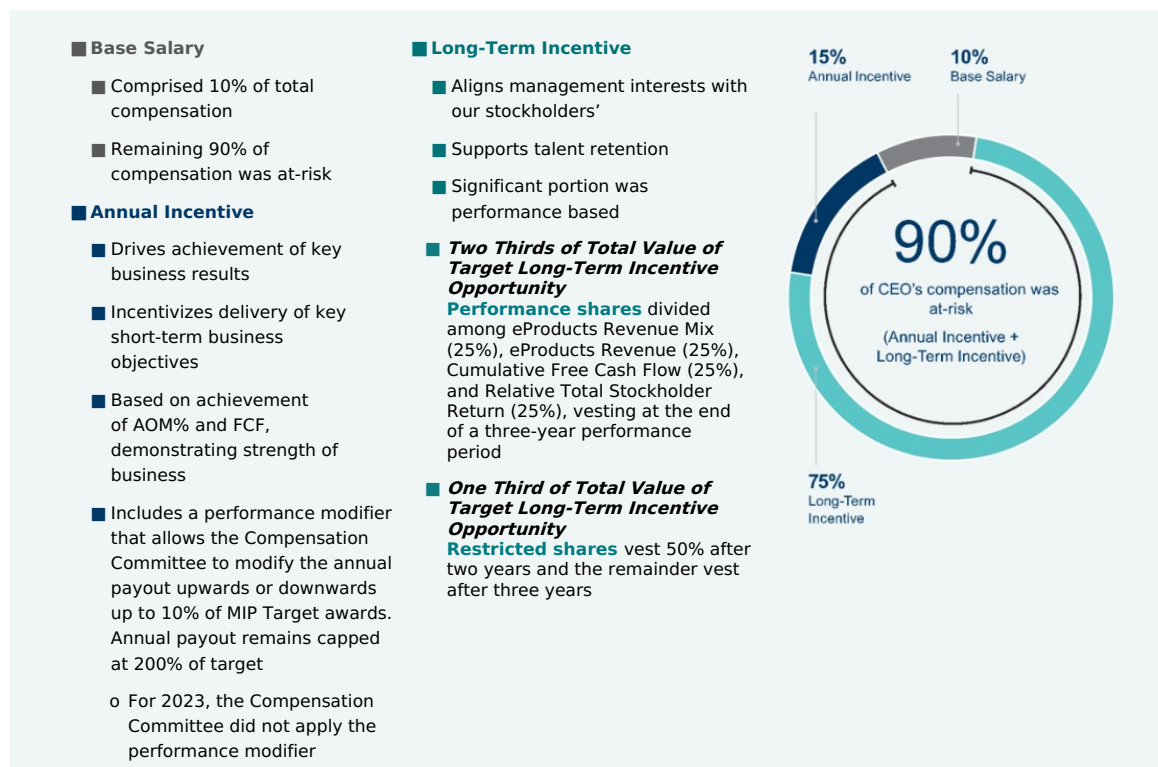 ■ Base Salary
■ Comprised 10% of total
compensation
■ Remaining 90% of
compensation was at-risk
■ Annual Incentive
■ Drives achievement of key
business results
■ Incentivizes delivery of key
short-term business
objectives
■ Based on achievement
of AOM% and FCF,
demonstrating strength of
business
■ Includes a performance modifier
that allows the Compensation
Committee to modify the annual
payout upwards or downwards
up to 10% of MIP Target awards.
Annual payout remains capped
at 200% of target
o For 2023, the Compensation
Committee did not apply the
performance modifier
■ Long-Term Incentive
■ Aligns management interests with
our stockholders’
■ Supports talent retention
■ Significant portion was
performance based
■ Two Thirds of Total Value of
Target Long-Term Incentive
Opportunity
Performance shares divided
among eProducts Revenue Mix
(25%), eProducts Revenue (25%),
Cumulative Free Cash Flow (25%),
and Relative Total Stockholder
Return (25%), vesting at the end
of a three-year performance
period
■ One Third of Total Value of
Target Long-Term Incentive
Opportunity
Restricted shares vest 50% after
two years and the remainder vest
after three years
15%
Annual Incentive
10%
Base Salary
90%
of CEO's compensation was
at-risk
(Annual Incentive +
Long-Term Incentive)
75%
Long-Term
Incentive